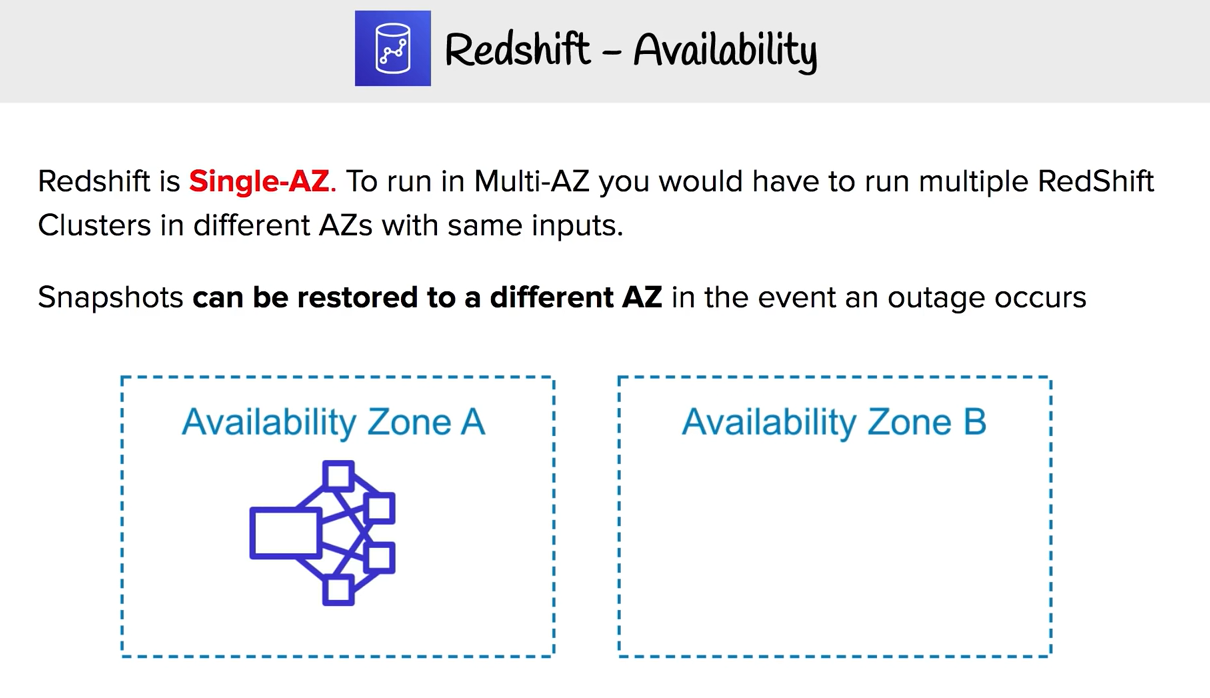 Redshift – Availability
Redshift is Single-AZ. To run in Multi-AZ you would have to run multiple RedShift
Clusters in different AZs with same inputs.
Snapshots can be restored to a different AZ in the event an outage occurs
Availability Zone A
Availability Zone B